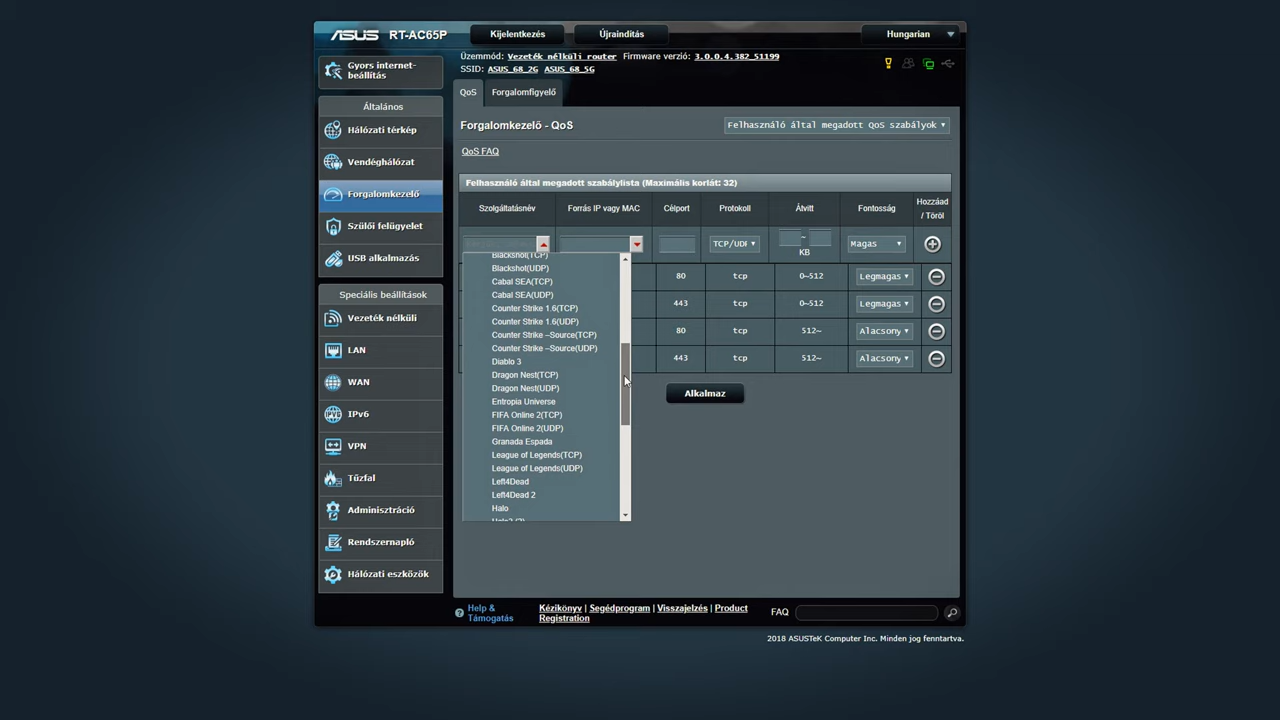 ASUS RT-AC65P Kijelentkezés Újraindítás Hungarian
Üzemmód: Vezeték nélküli router Firmware verzió: 3.0.0.4.382_51199
SSID: ASUS_68_2G ASUS_68_5G
Gyors internet-
beállítás
Általános
Hálózati térkép
Vendéghálózat
Forgalomkezelő
Szülői felügyelet
USB alkalmazás
Speciális beállítások
Vezeték nélküli
LAN
WAN
IPv6
VPN
Tűzfal
Adminisztráció
Rendszernapló
Hálózati eszközök
QoS Forgalomfigyelő
Forgalomkezelő - QoS Felhasználó által megadott QoS szabályok
QoS FAQ
Felhasználó által megadott szabálylista (Maximális korlát: 32)
Szolgáltatásnév Forrás IP vagy MAC Célport Protokoll Átvitt Fontosság Hozzáad
/ Töröl
TCP/UDP ~ Magas
KB
80 tcp 0~512 Legmagas
443 tcp 0~512 Legmagas
80 tcp 512~ Alacsony
443 tcp 512~ Alacsony
Blackshot(TCP)
Blackshot(UDP)
Cabal SEA(TCP)
Cabal SEA(UDP)
Counter Strike 1.6(TCP)
Counter Strike 1.6(UDP)
Counter Strike –Source(TCP)
Counter Strike –Source(UDP)
Diablo 3
Dragon Nest(TCP)
Dragon Nest(UDP)
Entropia Universe
FIFA Online 2(TCP)
FIFA Online 2(UDP)
Granada Espada
League of Legends(TCP)
League of Legends(UDP)
Left4Dead
Left4Dead 2
Halo
Alkalmaz
Help &
Támogatás
Kézikönyv | Segédprogram | Visszajelzés | Product
Registration
FAQ
2018 ASUSTeK Computer Inc. Minden jog fenntartva.